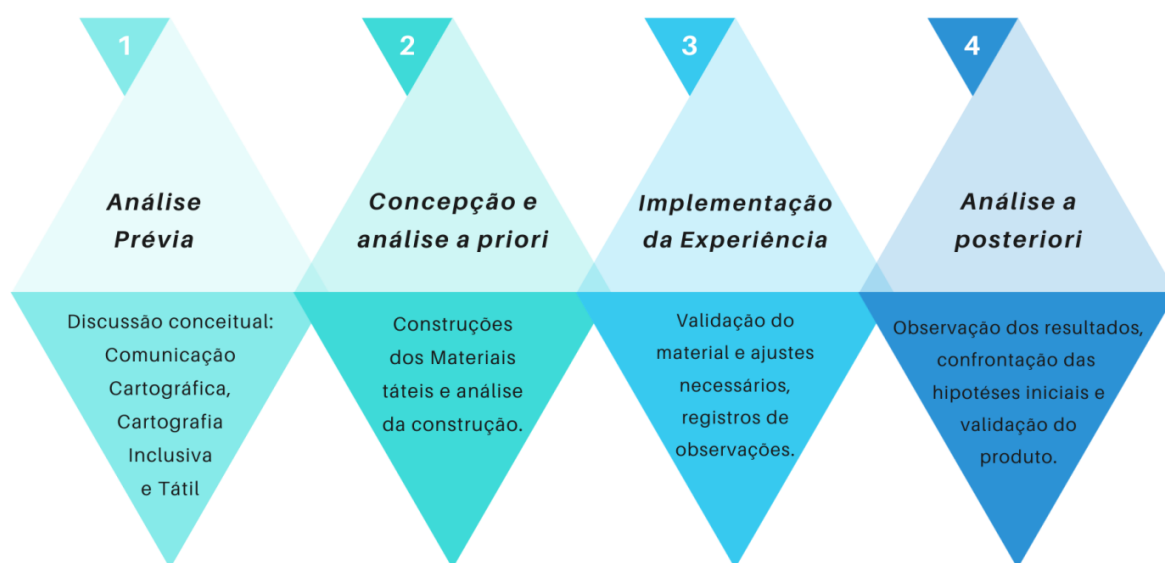 1
Análise
Prévia
Discussão conceitual:
Comunicação
Cartográfica,
Cartografia
Inclusiva
e Tátil
2
Concepção e
análise a priori
Construções
dos Materiais
táteis e análise
da construção.
3
Implementação
da Experiência
Validação do
material e ajustes
necessários,
registros de
observações.
4
Análise a
posteriori
Observação dos resultados,
confrontação das
hipotéses iniciais e
validação do
produto.